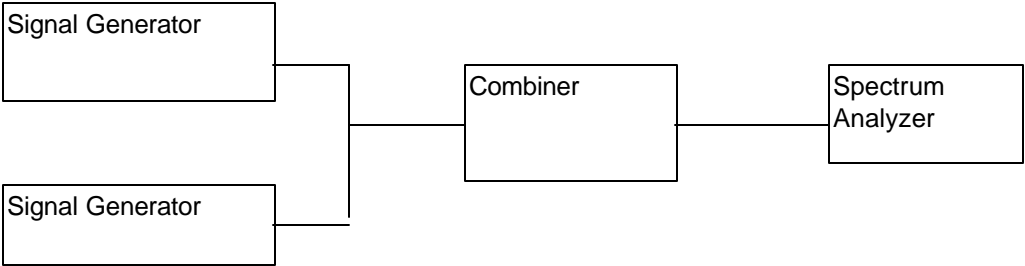 Signal Generator
Combiner
Spectrum
Analyzer
Signal Generator